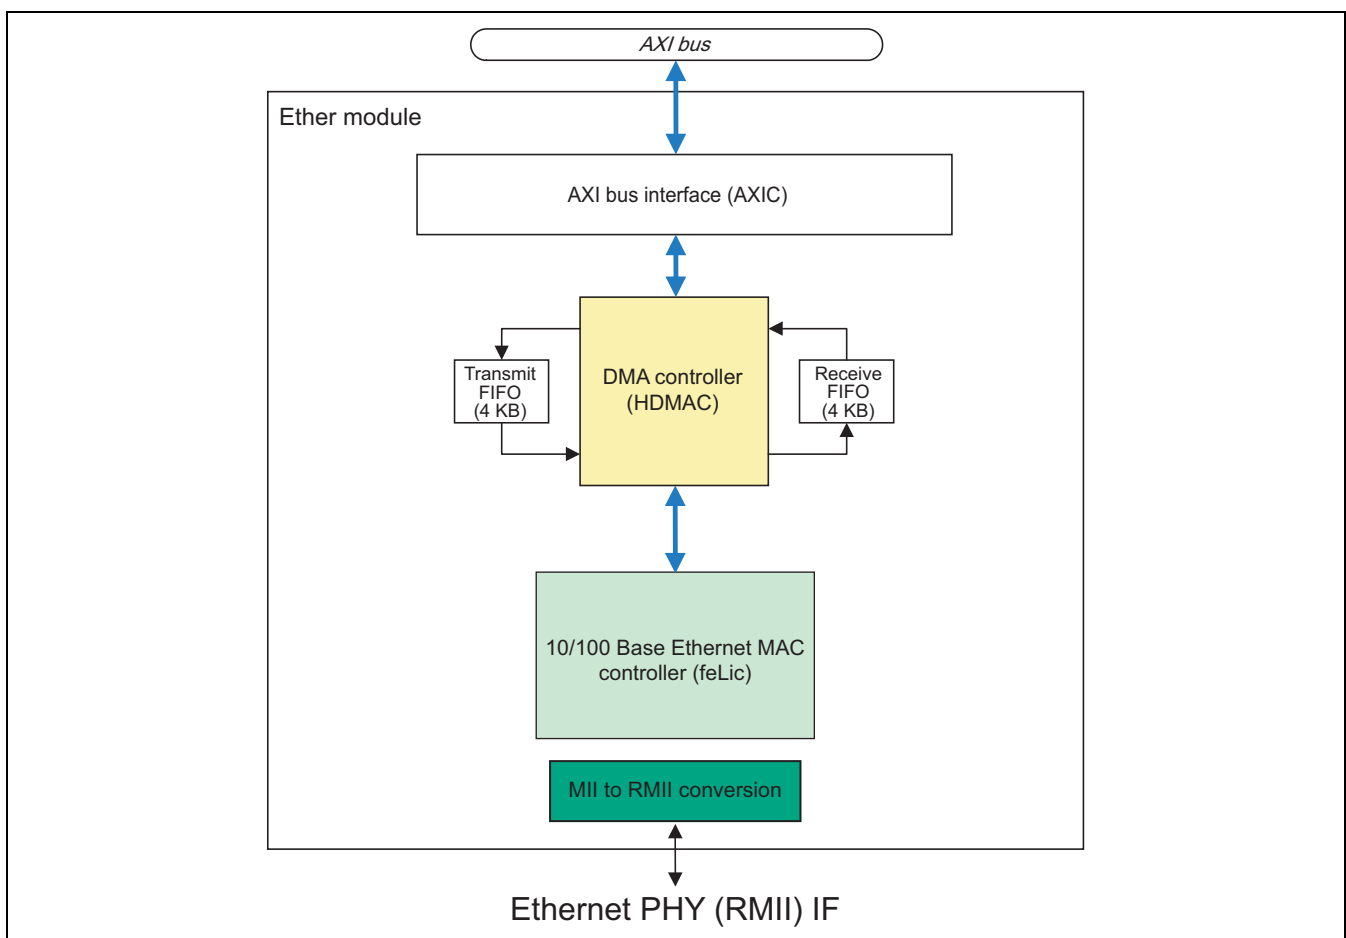 AXI bus
Ether module
AXI bus interface (AXIC)
Transmit
FIFO
(4 KB)
DMA controller
(HDMAC)
Receive
FIFO
(4 KB)
10/100 Base Ethernet MAC
controller (feLic)
MII to RMII conversion
Ethernet PHY (RMII) IF